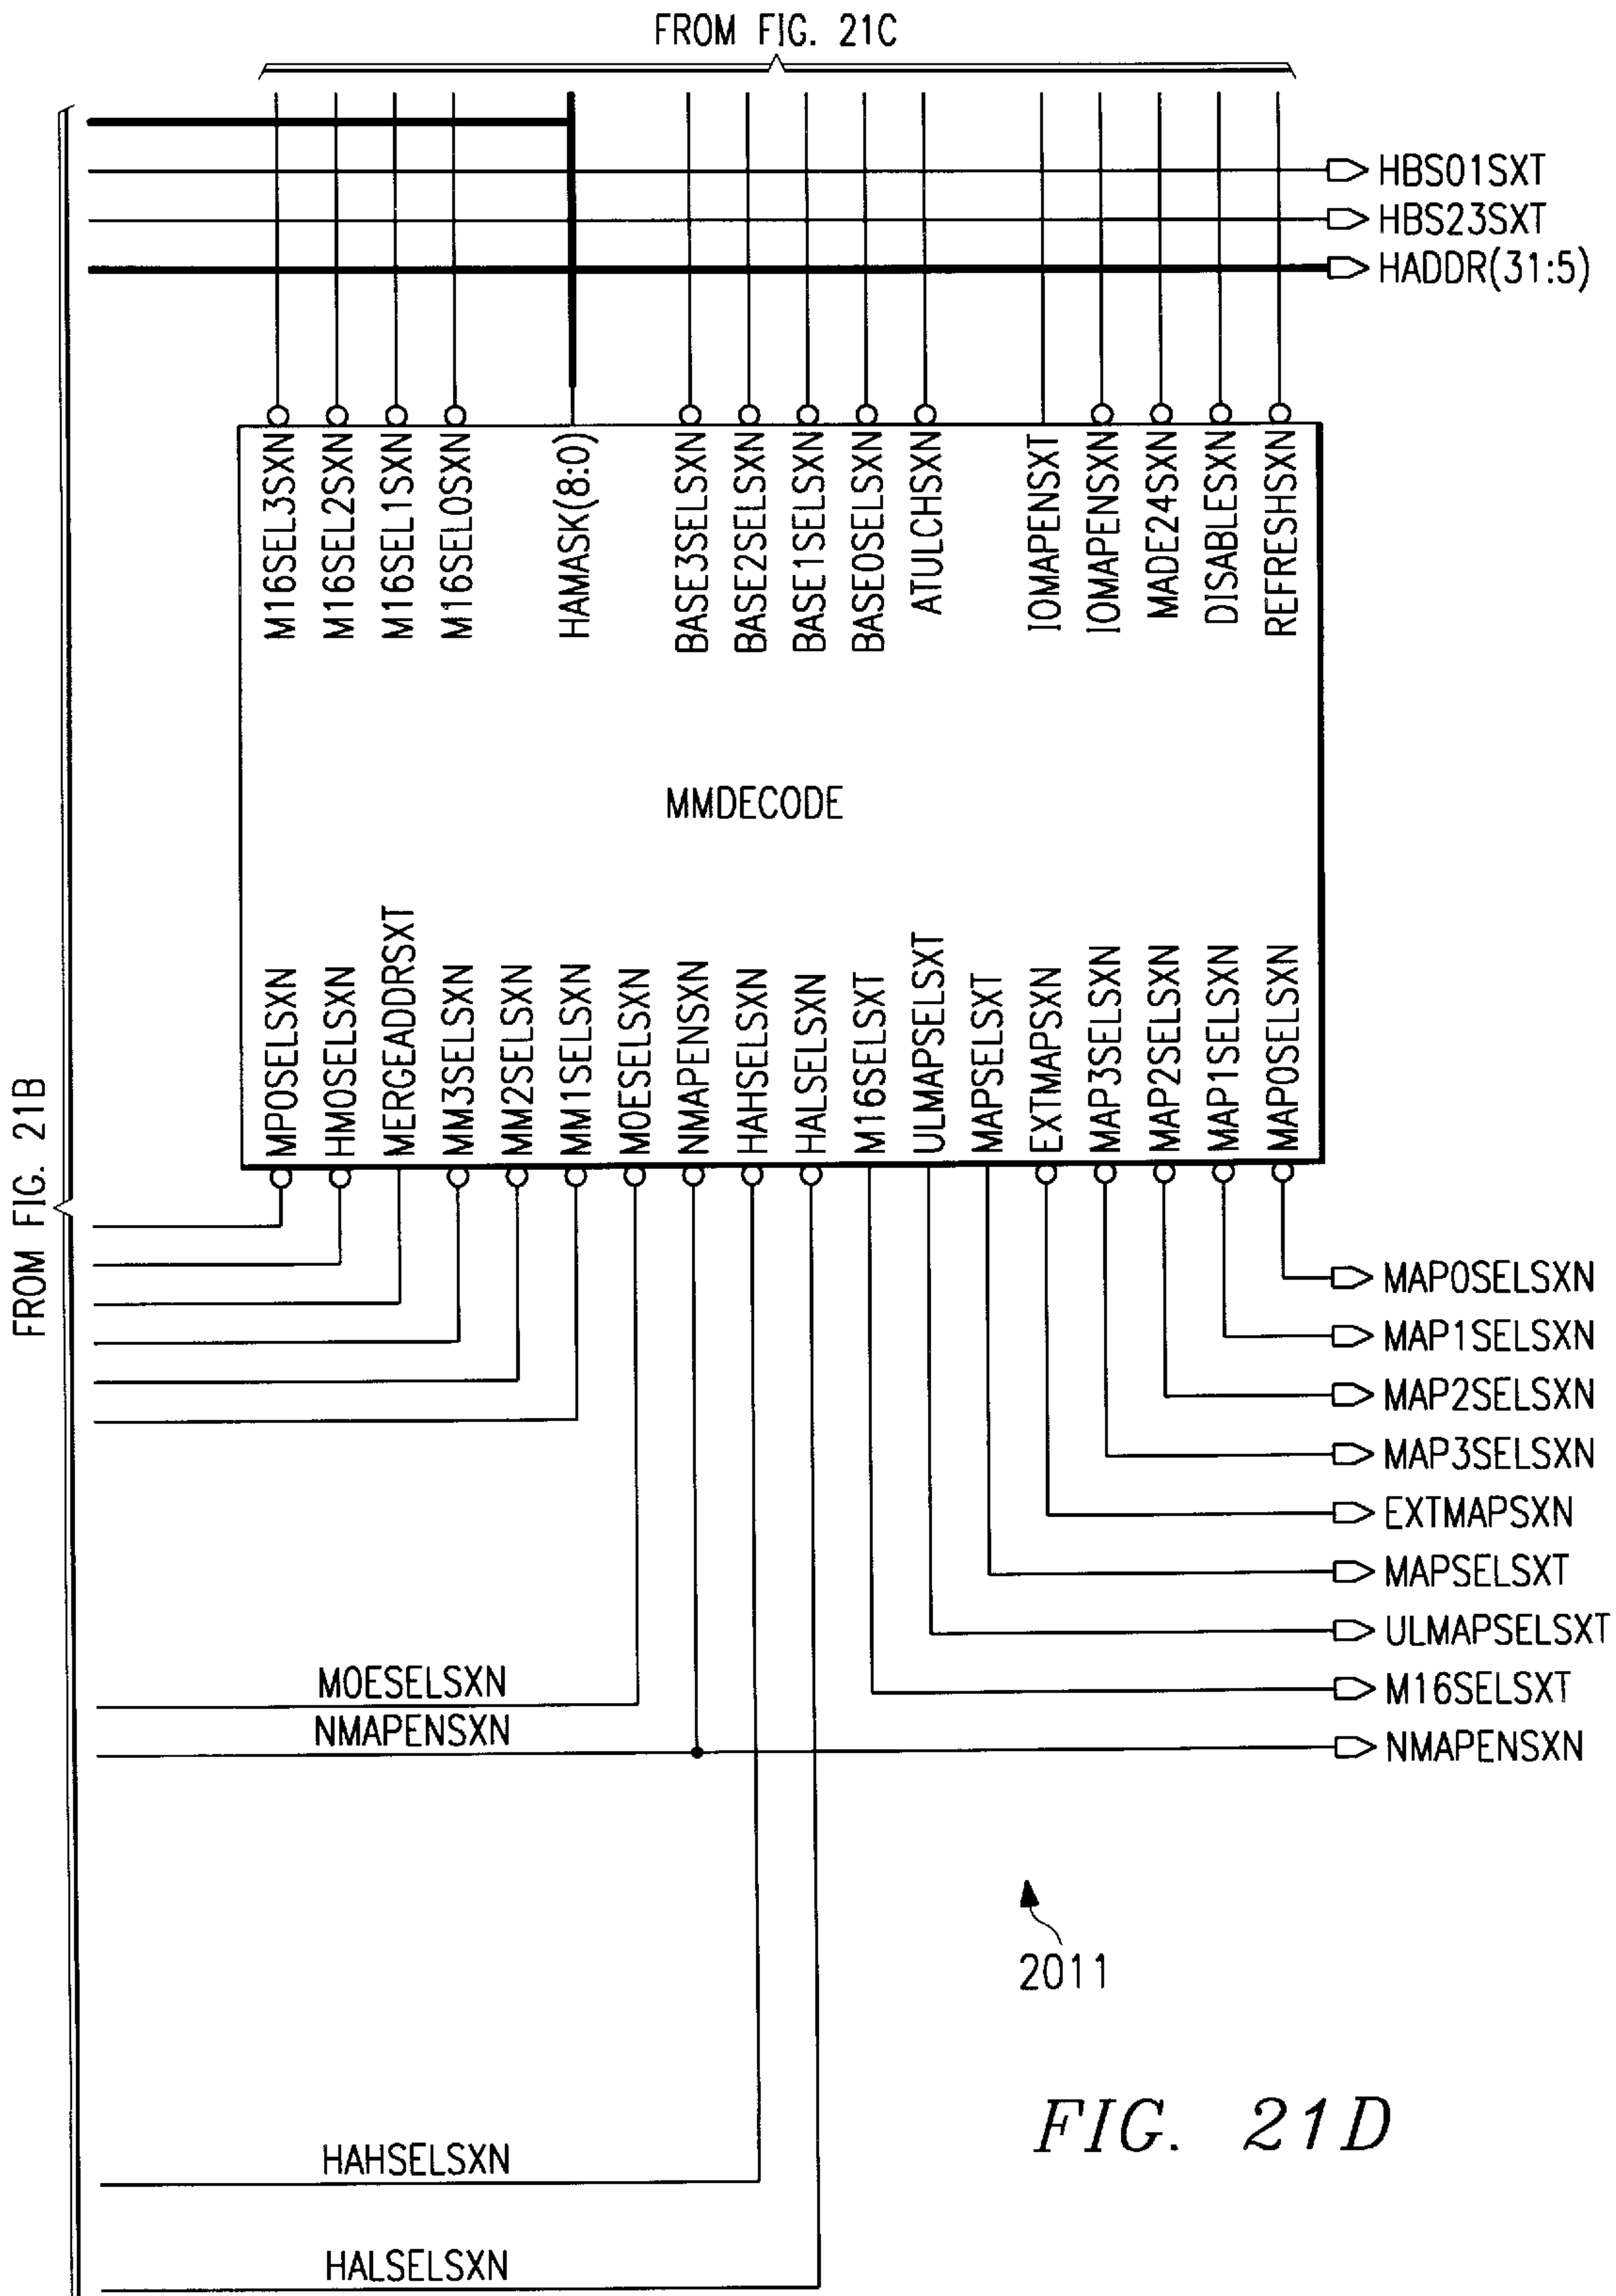 FROM FIG. 21C
HBS01SXT
HBS23SXT
HADDR(31:5)
M16SEL3SXN
M16SEL2SXN
M16SEL1SXN
M16SEL0SXN
HAMASK(8:0)
BASE3SELSXN
BASE2SELSXN
BASE1SELSXN
BASE0SELSXN
ATULCHSXN
IOMAPENSXT
IOMAPENSXN
MADE24SXN
DISABLESXN
REFRESHSXN
MMDECODE
MP0SELSXN
HM0SELSXN
MERGEADDRSXT
MM3SELSXN
MM2SELSXN
MM1SELSXN
MOESELSXN
NMAPENSXN
HAHSELSXN
HALSELSXN
M16SELSXT
ULMAPSELSXT
MAPSELSXT
EXTMAPSXN
MAP3SELSXN
MAP2SELSXN
MAP1SELSXN
MAP0SELSXN
FROM FIG. 21B
MAP0SELSXN
MAP1SELSXN
MAP2SELSXN
MAP3SELSXN
EXTMAPSXN
MAPSELSXT
ULMAPSELSXT
MOESELSXN
M16SELSXT
NMAPENSXN
NMAPENSXN
2011
FIG. 21D
HAHSELSXN
HALSELSXN